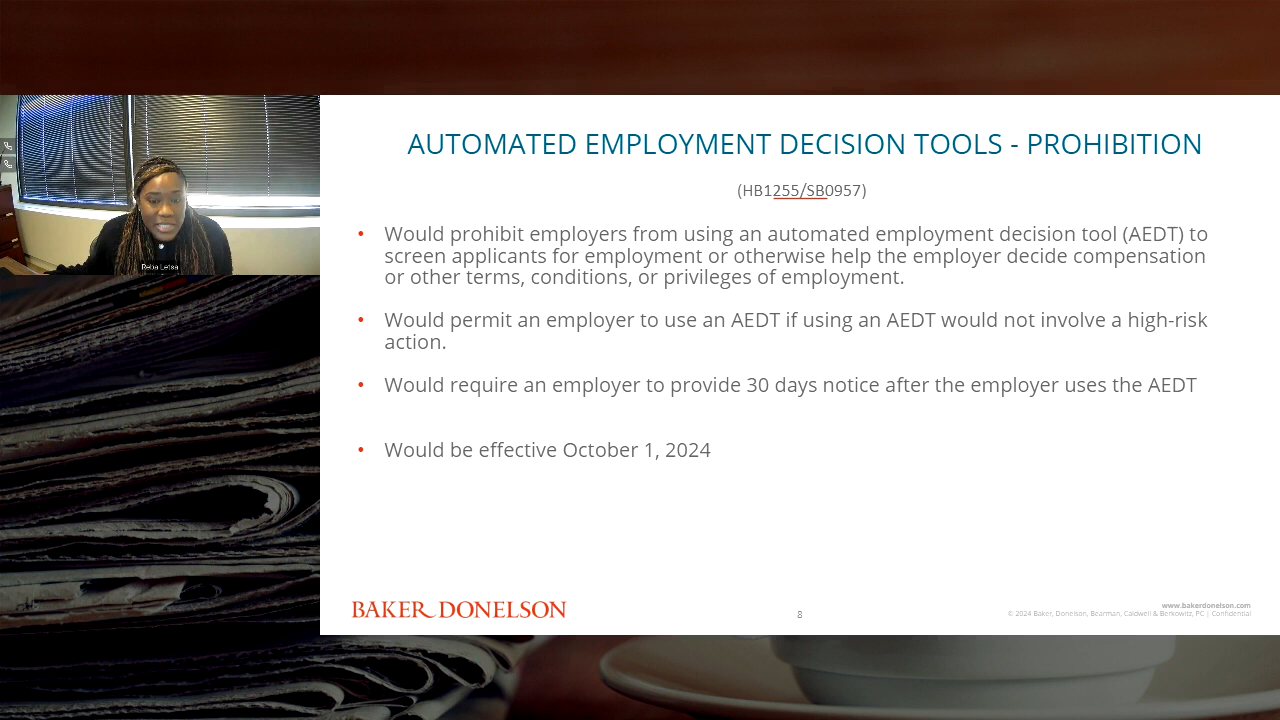 AUTOMATED EMPLOYMENT DECISION TOOLS - PROHIBITION
(HB1255/SB0957)
• Would prohibit employers from using an automated employment decision tool (AEDT) to
screen applicants for employment or otherwise help the employer decide compensation
or other terms, conditions, or privileges of employment.
• Would permit an employer to use an AEDT if using an AEDT would not involve a high-risk
action.
• Would require an employer to provide 30 days notice after the employer uses the AEDT
• Would be effective October 1, 2024
Reba Letsa
BAKER DONELSON
8
www.bakerdonelson.com
© 2024 Baker, Donelson, Bearman, Caldwell & Berkowitz, PC | Confidential